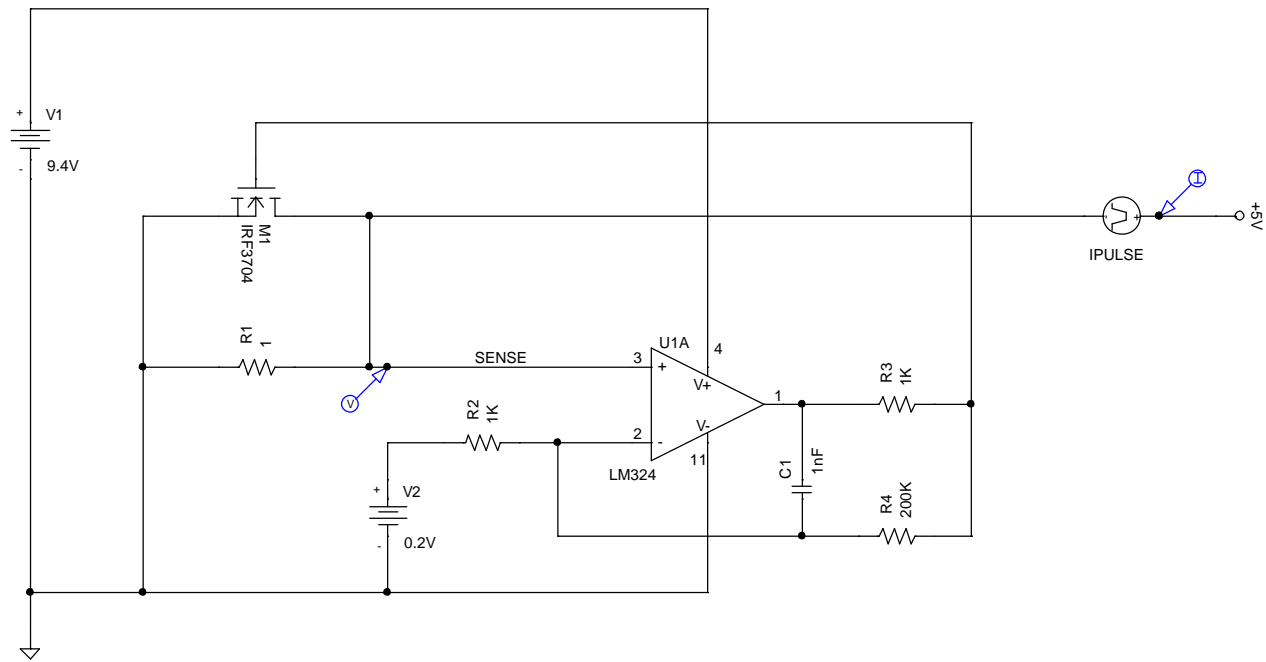 +
V1
9.4V
-
M1
IRF3704
I
-
+
+5V
IPULSE
R1
1
SENSE
3
+
U1A
4
V+
V
R2
1K
1
R3
1K
V-
2
-
11
LM324
C1
1nF
+
V2
R4
200K
0.2V
-